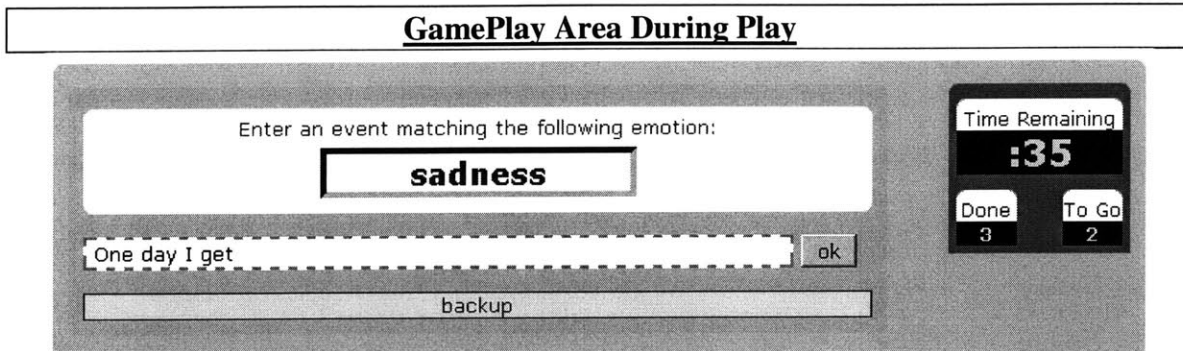 GamePlay Area During Play
Enter an event matching the following emotion:
sadness
One day I get
ok
backup
Time Remaining
:35
Done
To Go
3
2